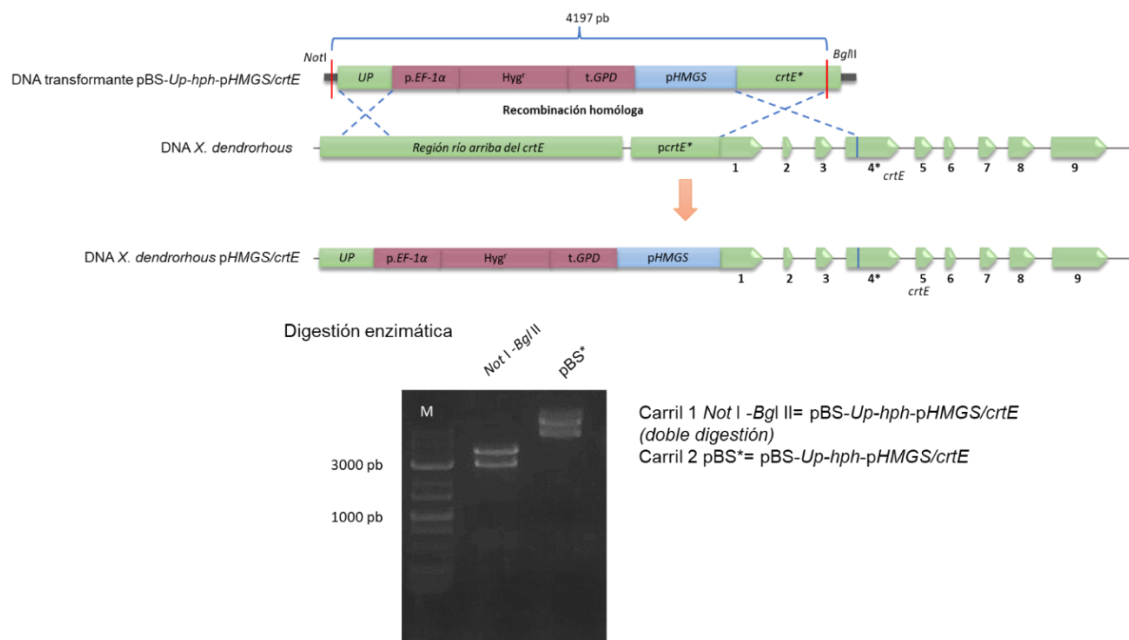 4197 pb
NotI
BglII
DNA transformante pBS-Up-hph-pHMGS/crtE
UP
p.EF-1α
Hygʳ
t.GPD
pHMGS
crtE*
Recombinación homóloga
DNA X. dendrorhous
Región río arriba del crtE
pcrtE*
1
2
3
4*
5
6
7
8
9
crtE
DNA X. dendrorhous pHMGS/crtE
UP
p.EF-1α
Hygʳ
t.GPD
pHMGS
1
2
3
4*
5
6
7
8
9
crtE
Digestión enzimática
Not I -Bgl II
pBS*
M
3000 pb
1000 pb
Carril 1 Not I -Bgl II= pBS-Up-hph-pHMGS/crtE
(doble digestión)
Carril 2 pBS*= pBS-Up-hph-pHMGS/crtE